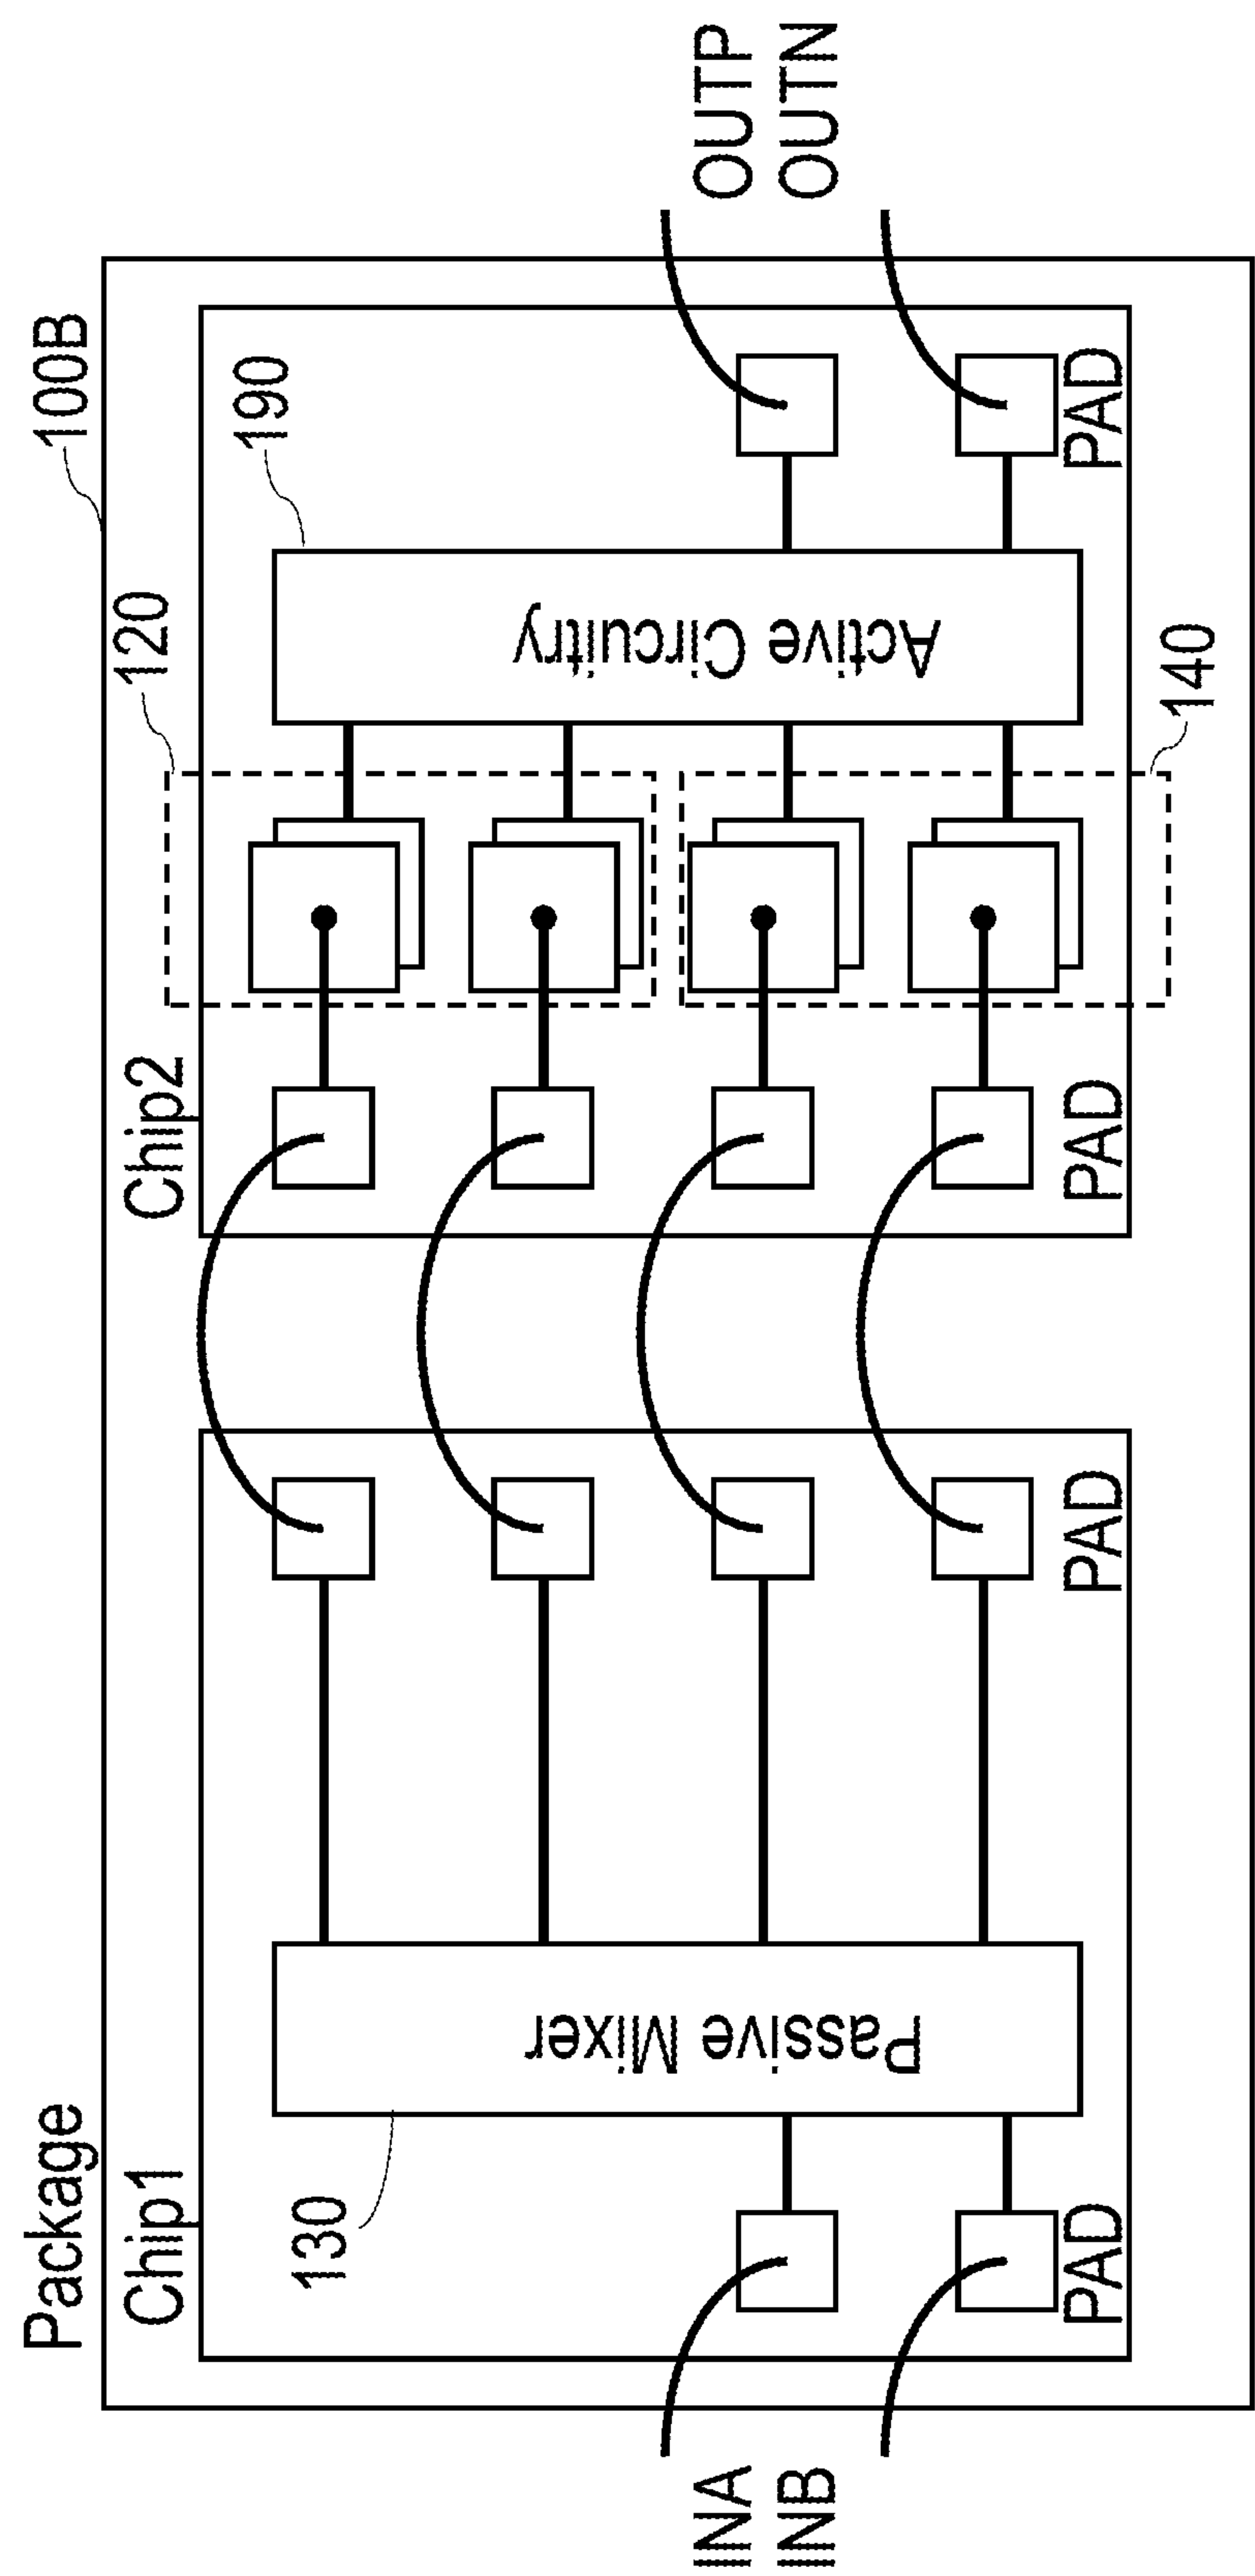 Package
100B
Chip1
Chip2
120
190
130
Passive Mixer
Active Circuitry
INA
INB
OUTP
OUTN
PAD
PAD
PAD
PAD
140